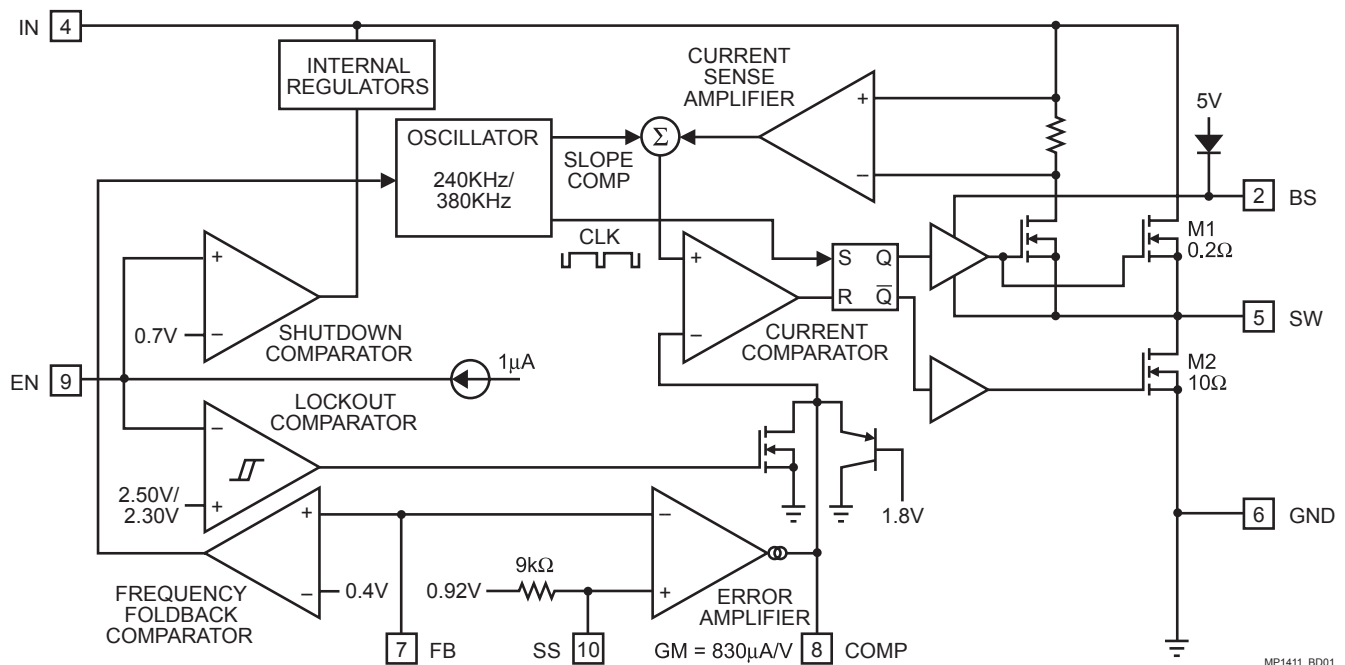 IN 4
INTERNAL
REGULATORS
CURRENT
SENSE
AMPLIFIER
+
−
5V
OSCILLATOR
240KHz/
380KHz
Σ
SLOPE
COMP
CLK
2 BS
M1
0.2Ω
+
−
0.7V
SHUTDOWN
COMPARATOR
+
−
CURRENT
COMPARATOR
S Q
R Q̅
5 SW
M2
10Ω
EN 9
1μA
LOCKOUT
COMPARATOR
−
+
2.50V/
2.30V
1.8V
6 GND
+
−
0.4V
FREQUENCY
FOLDBACK
COMPARATOR
0.92V
9kΩ
−
+
ERROR
AMPLIFIER
7 FB
SS 10
GM = 830μA/V
8 COMP
MP1411_BD01